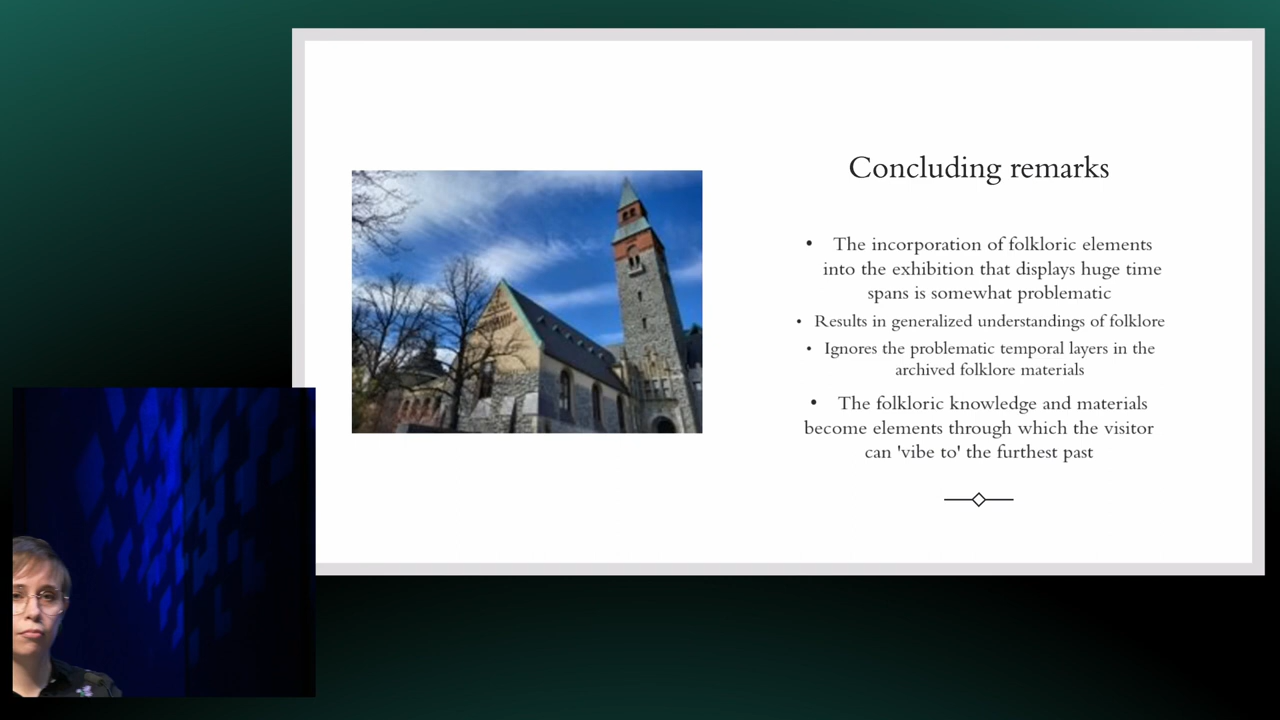 Concluding remarks
• The incorporation of folkloric elements
into the exhibition that displays huge time
spans is somewhat problematic
• Results in generalized understandings of folklore
• Ignores the problematic temporal layers in the
archived folklore materials
• The folkloric knowledge and materials
become elements through which the visitor
can 'vibe to' the furthest past